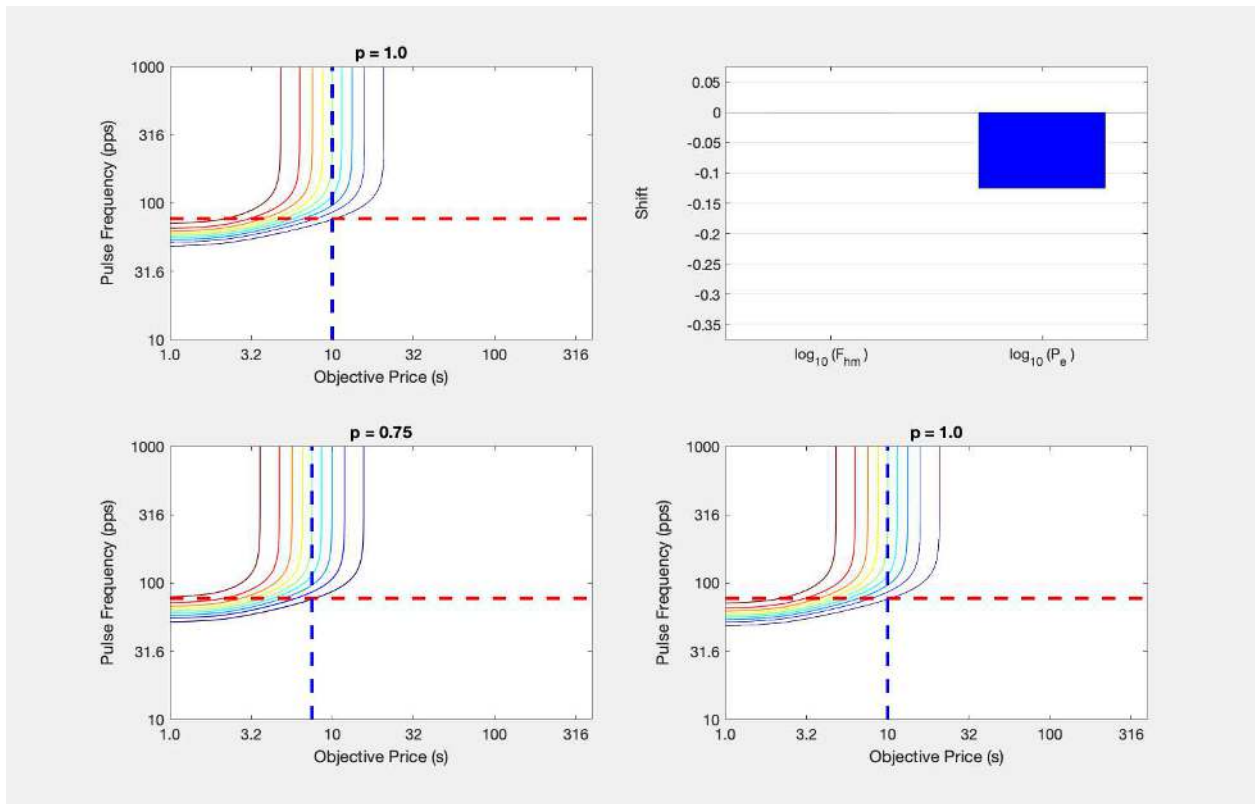 p = 1.0
1000
316
100
31.6
10
Pulse Frequency (pps)
1.0 3.2 10 32 100 316
Objective Price (s)
0.05
0
-0.05
-0.1
-0.15
-0.2
-0.25
-0.3
-0.35
Shift
log10(Fhm) log10(Pe)
p = 0.75
1000
316
100
31.6
10
Pulse Frequency (pps)
1.0 3.2 10 32 100 316
Objective Price (s)
p = 1.0
1000
316
100
31.6
10
Pulse Frequency (pps)
1.0 3.2 10 32 100 316
Objective Price (s)